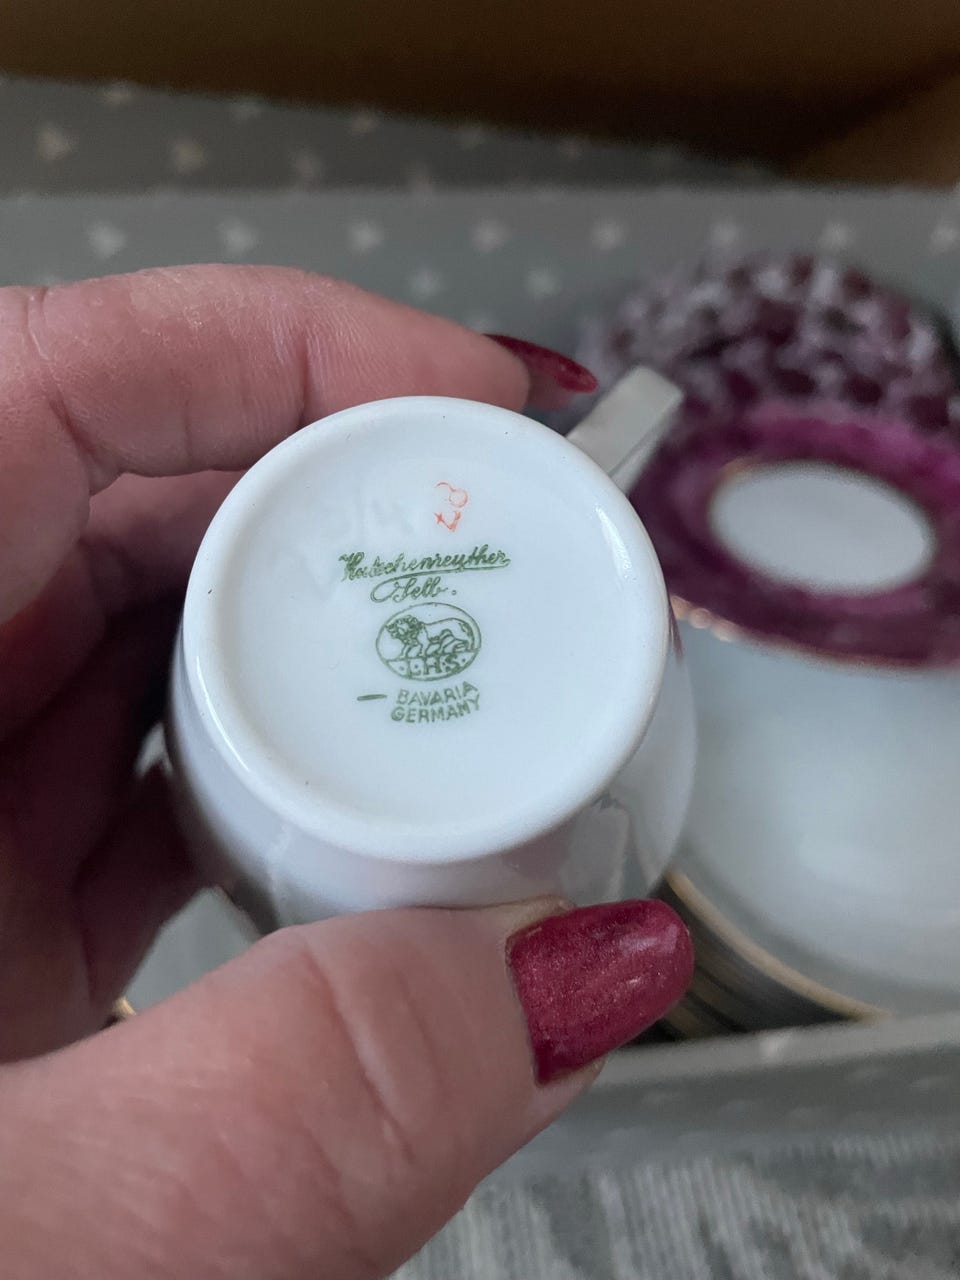 Hutschenreuther
Selb.
L.H.S.
BAVARIA
GERMANY